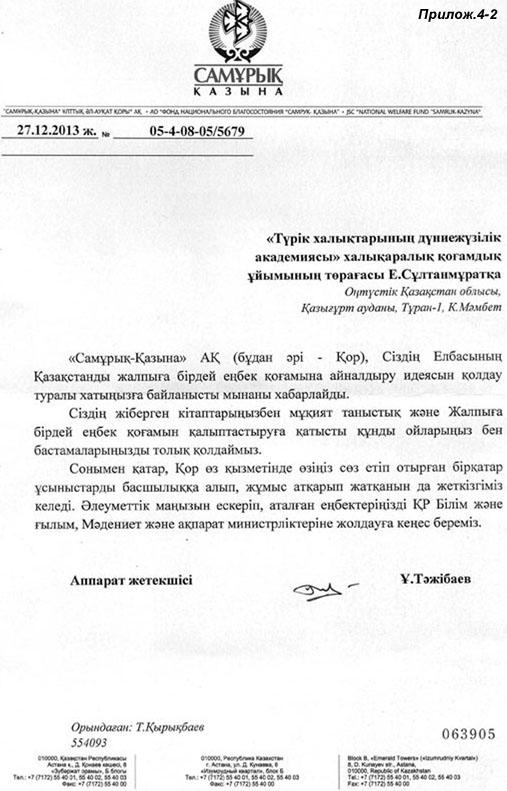 Прилож.4-2
САМҰРЫҚ
ҚАЗЫНА
"САМҰРЫҚ-ҚАЗЫНА" ҰЛТТЫҚ ӘЛ-АУҚАТ ҚОРЫ" АҚ • АО "ФОНД НАЦИОНАЛЬНОГО БЛАГОСОСТОЯНИЯ "САМРУК- ҚАЗЫНА" • JSC "NATIONAL WELFARE FUND "SAMRUK-KAZYNA"
27.12.2013 ж. № 05-4-08-05/5679
«Түрік халықтарының дүниежүзілік
академиясы» халықаралық қоғамдық
ұйымының төрағасы Е.Сұлтанмұратқа
Оңтүстік Қазақстан облысы,
Қазығұрт ауданы, Тұран-1, К.Мәмбет
«Самұрық-Қазына» АҚ (бұдан әрі - Қор), Сіздің Елбасының
Қазақстанды жалпыға бірдей еңбек қоғамына айналдыру идеясын қолдау
туралы хатыңызға байланысты мынаны хабарлайды.
Сіздің жіберген кітаптарыңызбен мұқият таныстық және Жалпыға
бірдей еңбек қоғамын қалыптастыруға қатысты құнды ойларыңыз бен
бастамаларыңызды толық қолдаймыз.
Сонымен қатар, Қор өз қызметінде өзіңіз сөз етіп отырған бірқатар
ұсыныстарды басшылыққа алып, жұмыс атқарып жатқанын да жеткізгіміз
келеді. Әлеуметтік маңызын ескеріп, аталған еңбектеріңізді ҚР Білім және
ғылым, Мәдениет және ақпарат министрліктеріне жолдауға кеңес береміз.
Аппарат жетекшісі Ұ.Тәжібаев
Орындаған: Т.Қырықбаев
554093
063905
010000, Қазақстан Республикасы
Астана қ., Д. Қонаев көшесі, 8
«Зүбаржат орамы», Б блогы
Тел.: +7 (7172) 55 40 01, 55 40 02, 55 40 03
Факс: +7 (7172) 55 40 00
010000, Республика Казахстан
г. Астана, ул. Д. Кунаева, 8
«Изумрудный квартал», блок Б
Тел.: +7 (7172) 55 40 01, 55 40 02, 55 40 03
Факс: +7 (7172) 55 40 00
Block B, «Emerald Towers» («Izumrudniy Kvartal»)
8, D. Kunayev str., Astana,
010000, Republic of Kazakhstan
Tel.: +7 (7172) 55 40 01, 55 40 02, 55 40 03
Fax: +7 (7172) 55 40 00